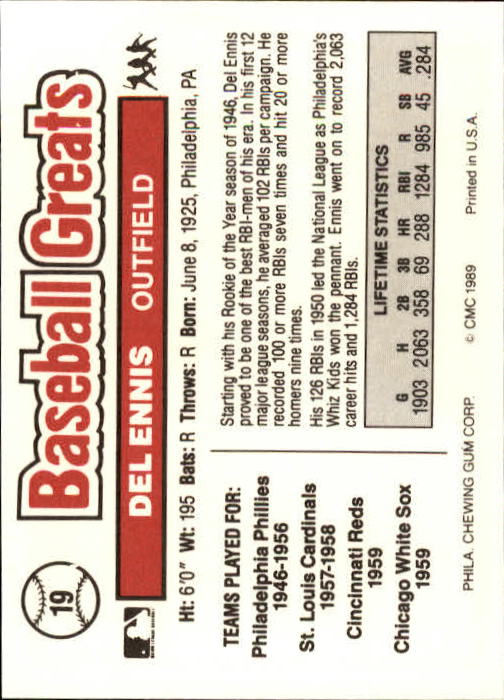 19
Baseball Greats
DEL ENNIS OUTFIELD
Ht: 6'0" Wt: 195 Bats: R Throws: R Born: June 8, 1925, Philadelphia, PA
TEAMS PLAYED FOR:
Philadelphia Phillies
1946-1956
St. Louis Cardinals
1957-1958
Cincinnati Reds
1959
Chicago White Sox
1959
Starting with his Rookie of the Year season of 1946, Del Ennis
proved to be one of the best RBI-men of his era. In his first 12
major league seasons, he averaged 102 RBIs per campaign. He
recorded 100 or more RBIs seven times and hit 20 or more
homers nine times.
His 126 RBIs in 1950 led the National League as Philadelphia's
Whiz Kids won the pennant. Ennis went on to record 2,063
career hits and 1,284 RBIs.
LIFETIME STATISTICS
G H 2B 3B HR RBI R SB AVG
1903 2063 358 69 288 1284 985 45 .284
PHILA. CHEWING GUM CORP. © CMC 1989 Printed in U.S.A.